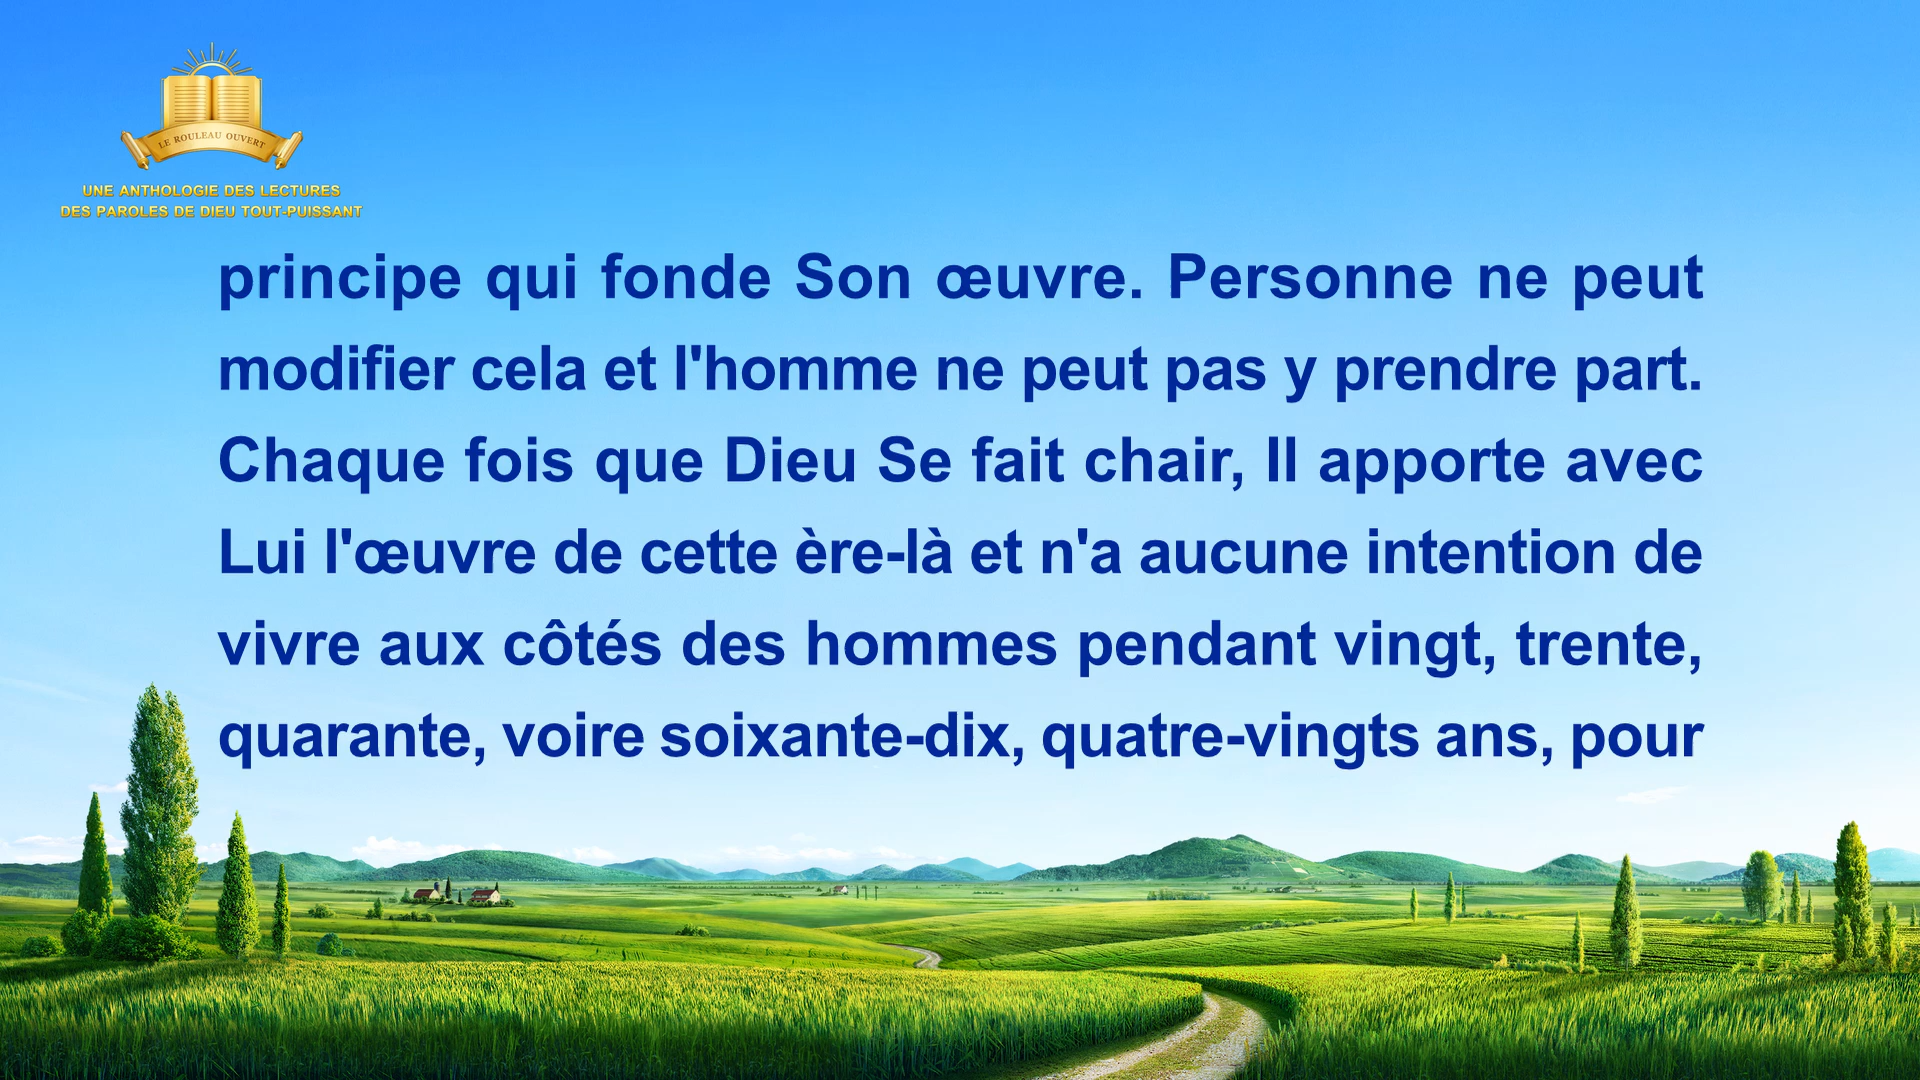 LE ROULEAU OUVERT
UNE ANTHOLOGIE DES LECTURES
DES PAROLES DE DIEU TOUT-PUISSANT
principe qui fonde Son œuvre. Personne ne peut
modifier cela et l'homme ne peut pas y prendre part.
Chaque fois que Dieu Se fait chair, Il apporte avec
Lui l'œuvre de cette ère-là et n'a aucune intention de
vivre aux côtés des hommes pendant vingt, trente,
quarante, voire soixante-dix, quatre-vingts ans, pour